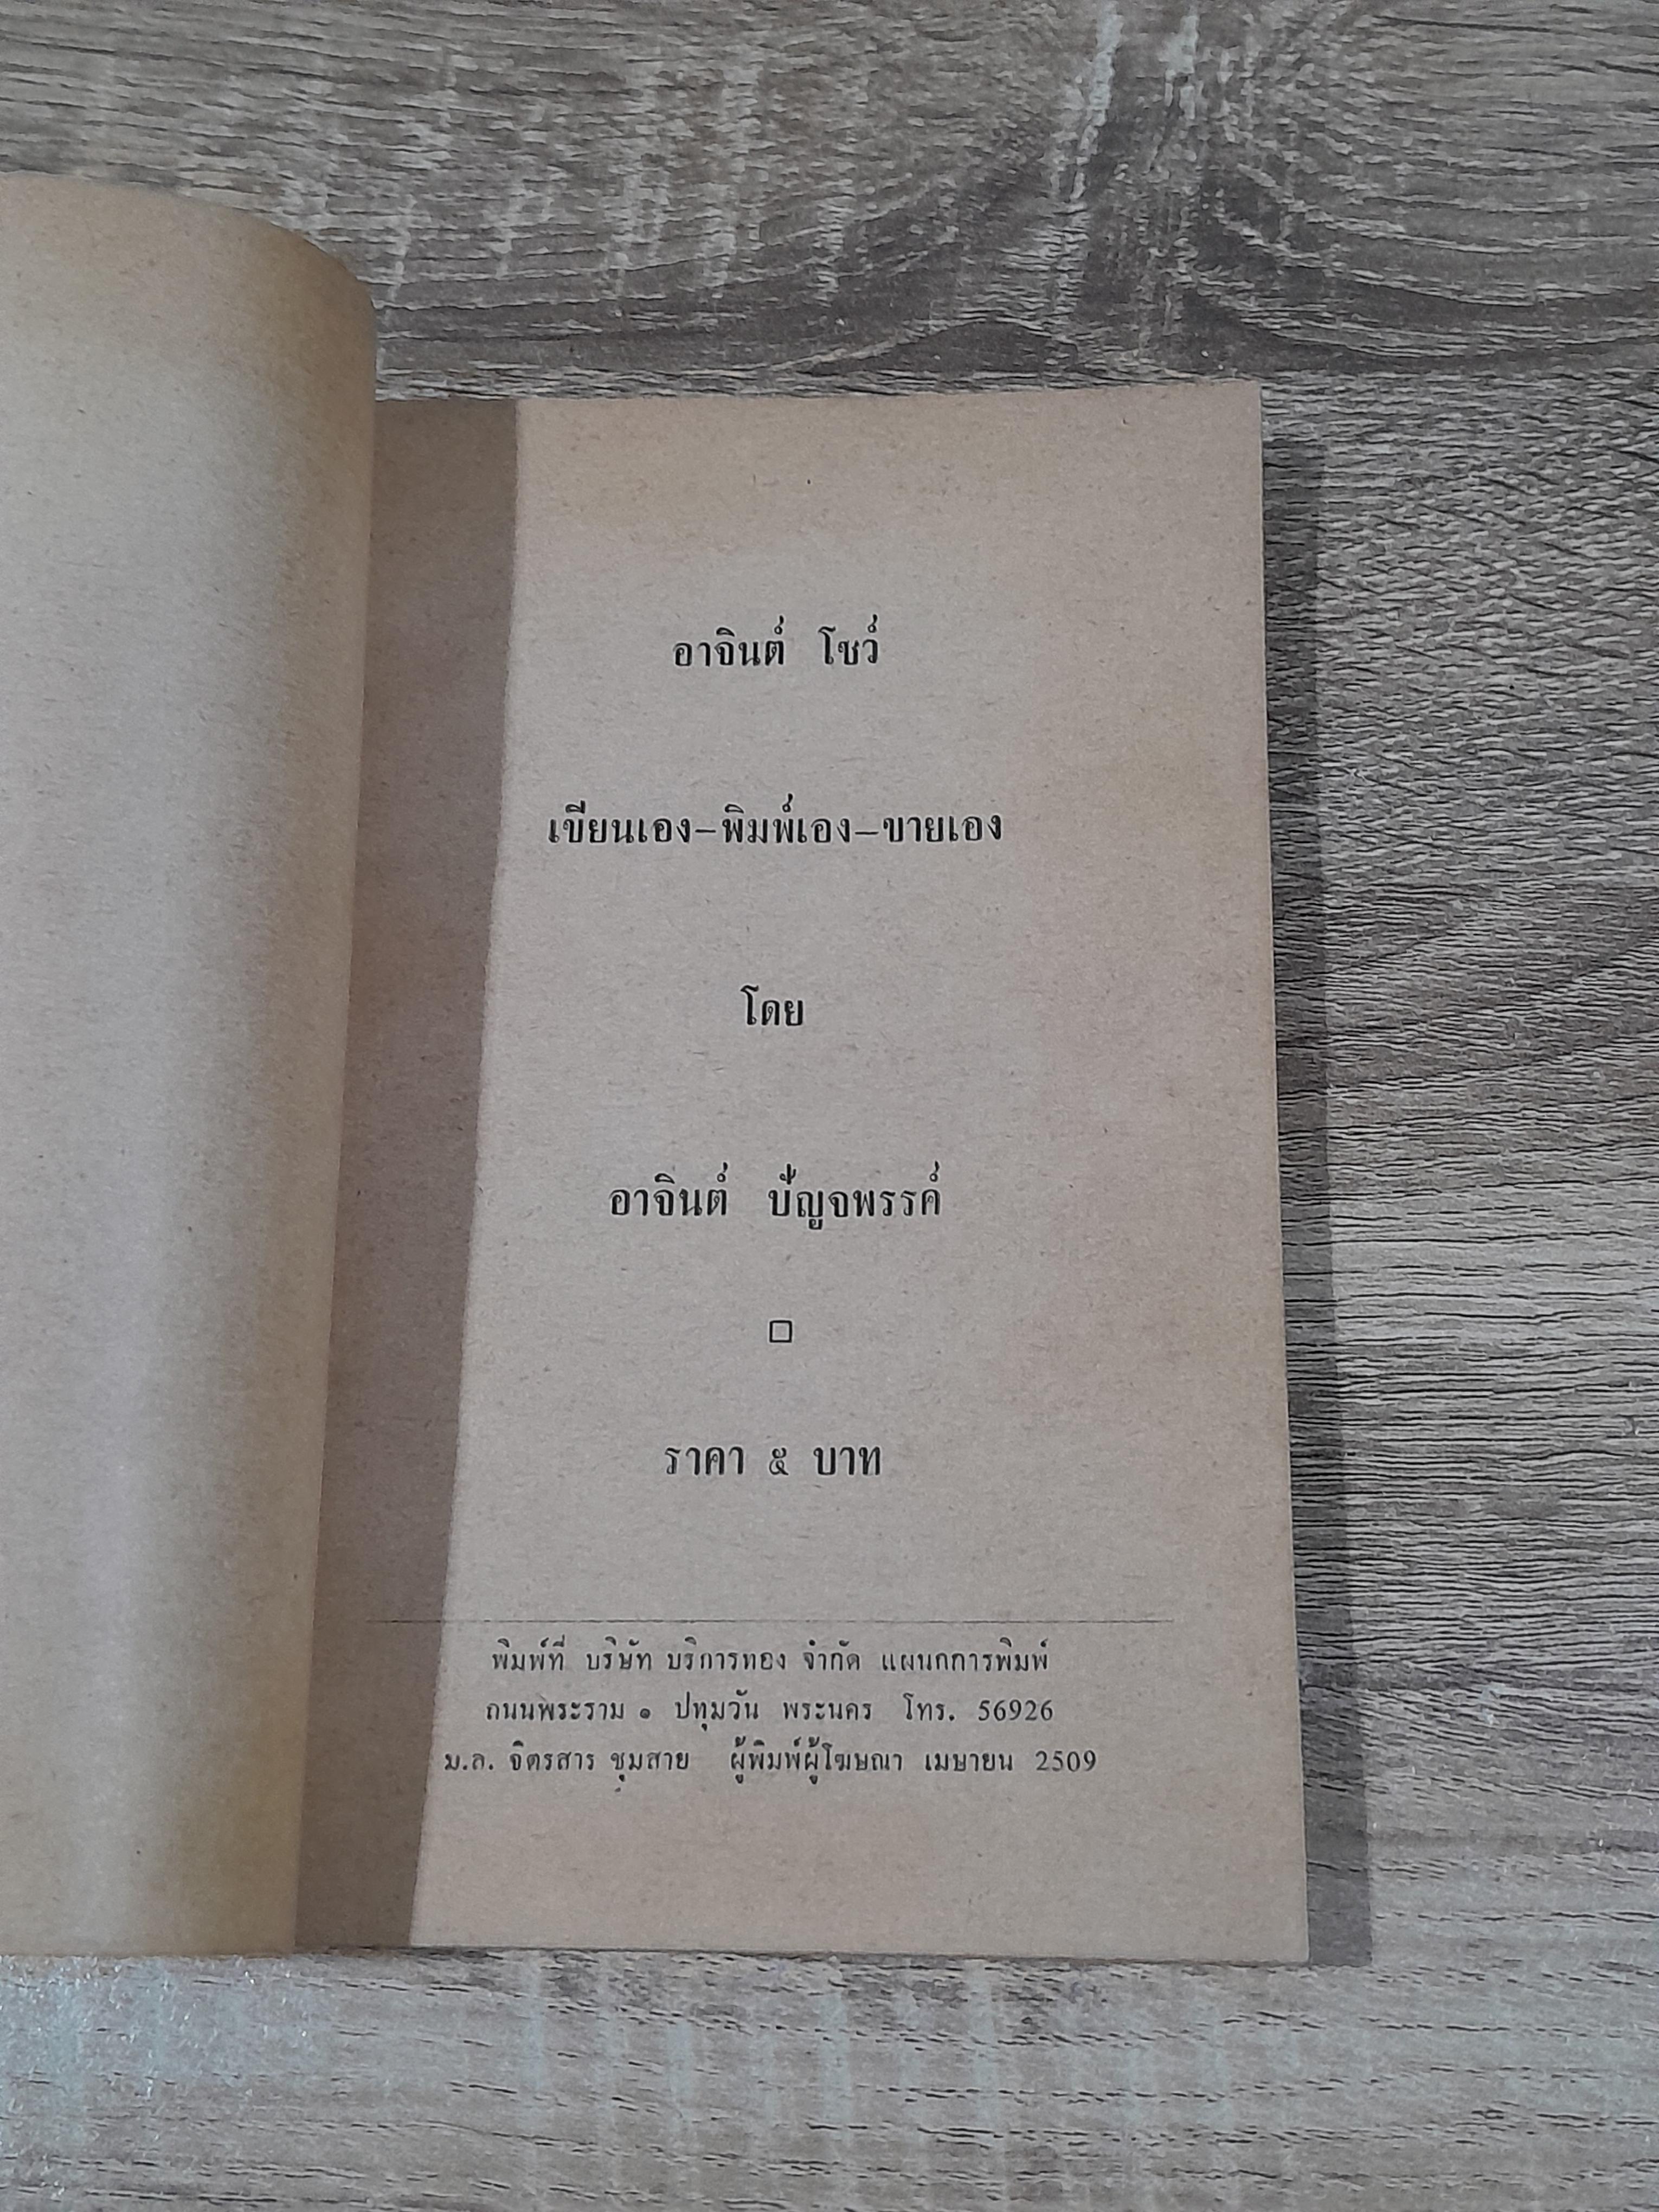 อาจินต์ โชว์
เขียนเอง-พิมพ์เอง-ขายเอง
โดย
อาจินต์ ปัญจพรรค์
ราคา ๕ บาท
พิมพ์ที่ บริษัท บริการทอง จำกัด แผนกการพิมพ์
ถนนพระราม ๑ ปทุมวัน พระนคร โทร. 56926
ม.ล. จิตรสาร ชุมสาย ผู้พิมพ์ผู้โฆษณา เมษายน 2509